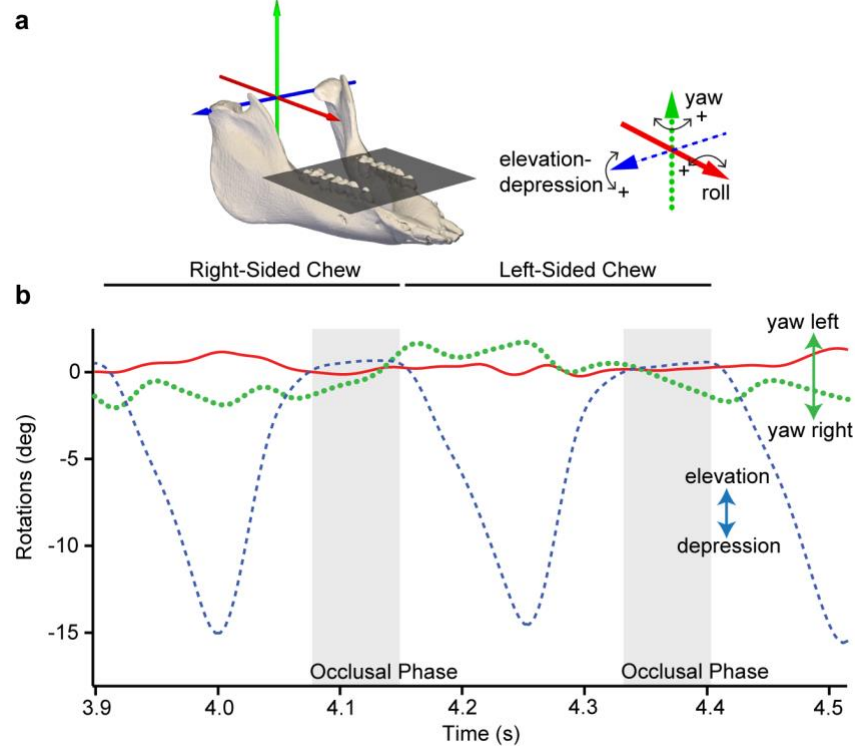 a
yaw
+
elevation-
depression
+
+
roll
Right-Sided Chew
Left-Sided Chew
b
yaw left
yaw right
elevation
depression
Rotations (deg)
0
-5
-10
-15
Occlusal Phase
Occlusal Phase
3.9
4.0
4.1
4.2
4.3
4.4
4.5
Time (s)